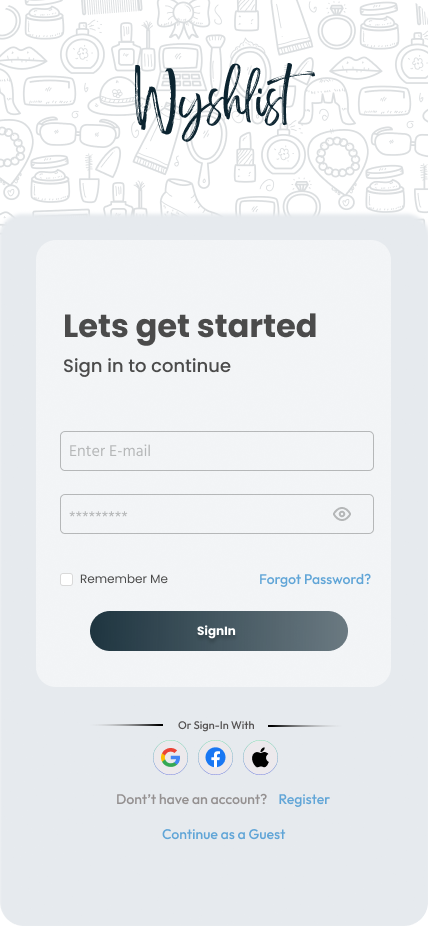 Wyshlist
Lets get started
Sign in to continue
Enter E-mail
*********
Remember Me
Forgot Password?
SignIn
Or Sign-In With
Don't have an account? Register
Continue as a Guest